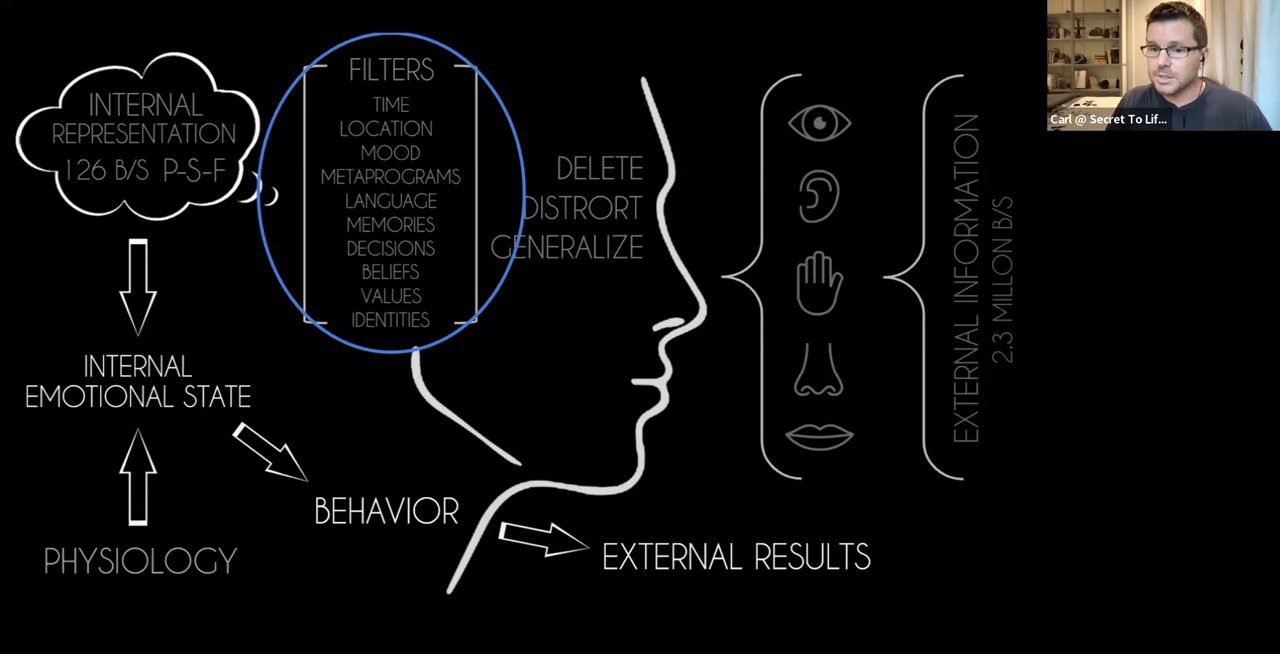 INTERNAL
REPRESENTATION
126 B/S P-S-F
FILTERS
TIME
LOCATION
MOOD
METAPROGRAMS
LANGUAGE
MEMORIES
DECISIONS
BELIEFS
VALUES
IDENTITIES
DELETE
DISTRORT
GENERALIZE
EXTERNAL INFORMATION
2.3 MILLON B/S
Carl @ Secret To Lif...
INTERNAL
EMOTIONAL STATE
PHYSIOLOGY
BEHAVIOR
EXTERNAL RESULTS